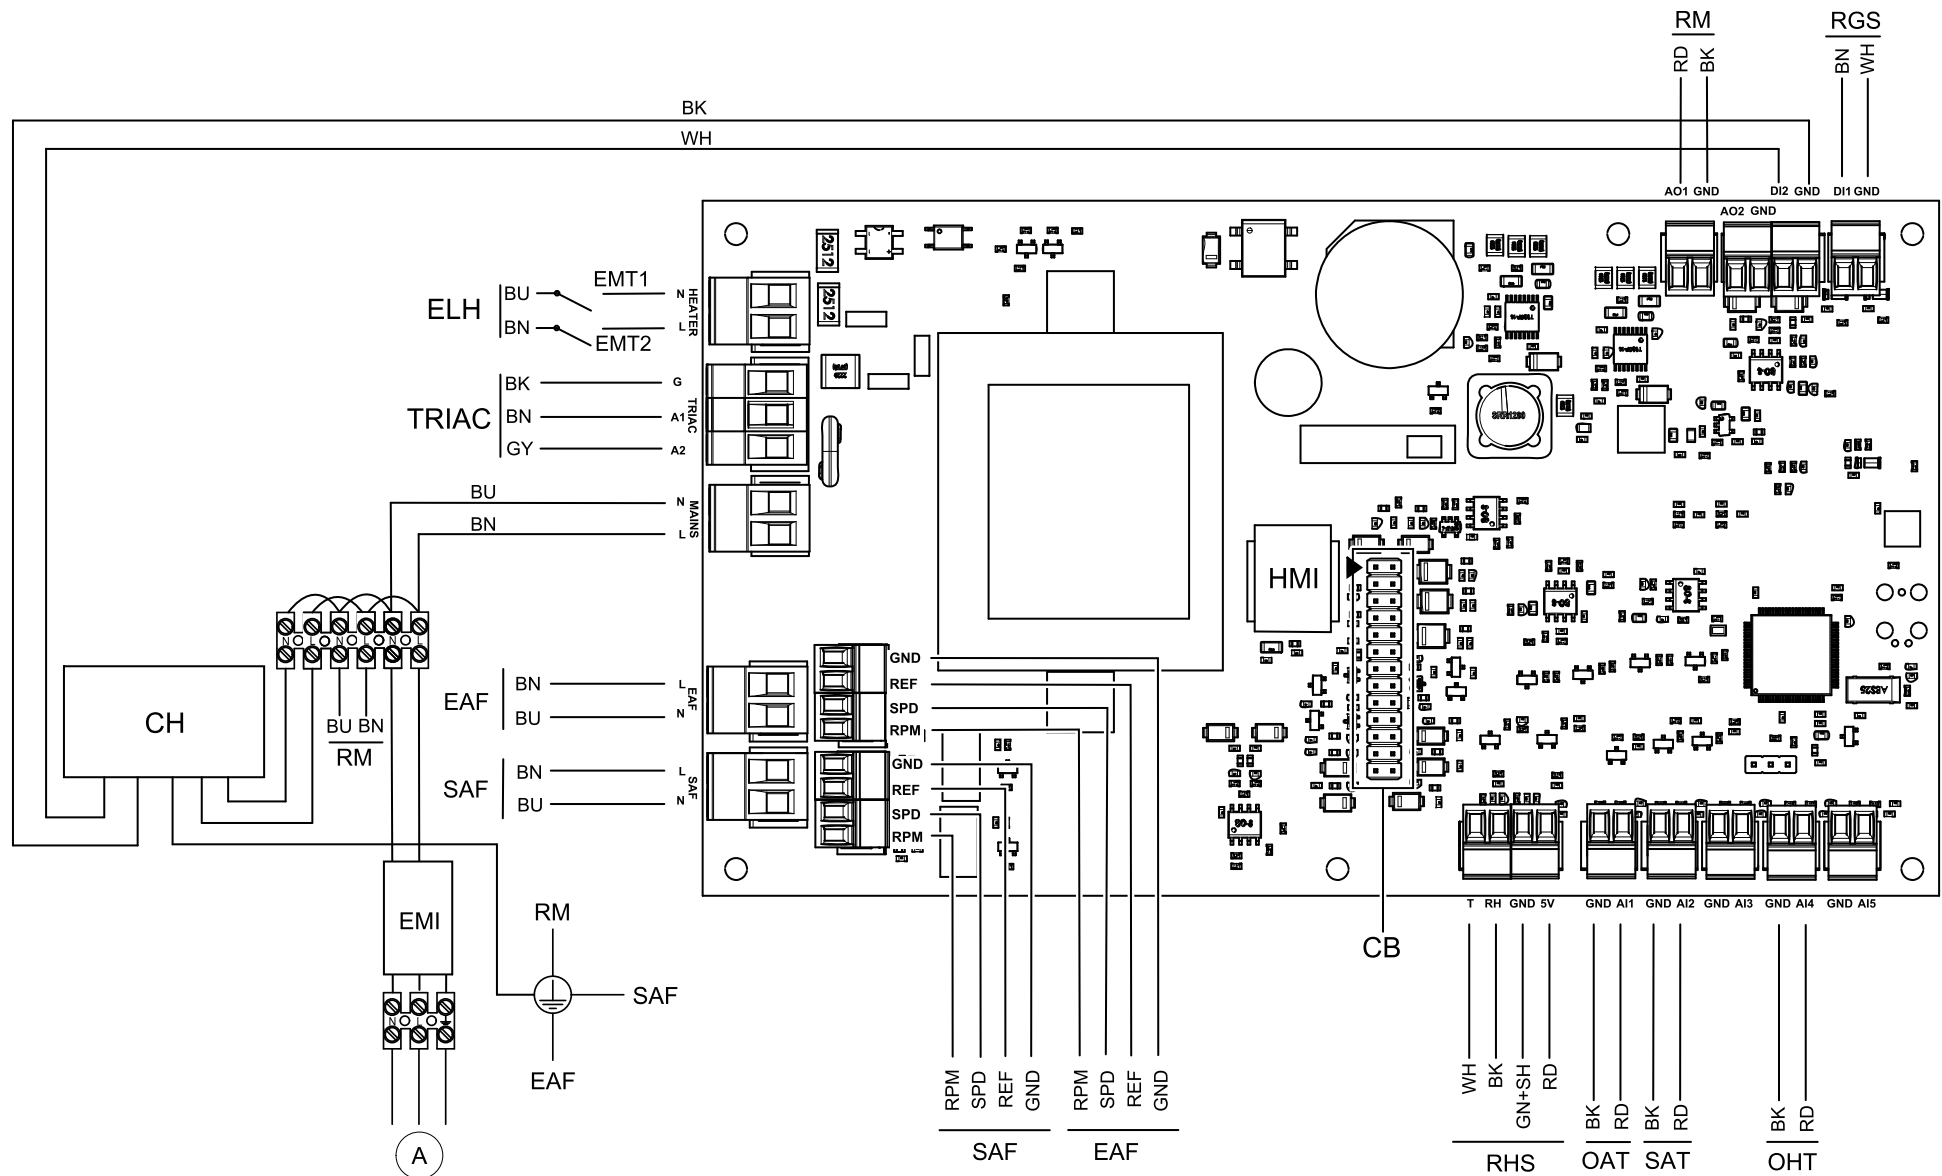 RM
RGS
RD
BK
BN
WH
BK
WH
AO1 GND
DI2 GND
DI1 GND
AO2 GND
2512
2512
ELH
BU
BN
EMT1
EMT2
N
L
HEATER
TRIAC
BK
BN
GY
G
A1
A2
TRIAC
BU
BN
N
L
MAINS
N L N L N L
CH
BU BN
RM
EAF
BN
BU
L
N
EAF
SAF
BN
BU
L
N
SAF
GND
REF
SPD
RPM
GND
REF
SPD
RPM
HMI
CB
ABS25
EMI
N L
A
RM
SAF
EAF
RPM
SPD
REF
GND
SAF
RPM
SPD
REF
GND
EAF
T RH GND 5V
GND AI1
GND AI2
GND AI3
GND AI4
GND AI5
WH
BK
GN+SH
RD
RHS
BK
RD
OAT
BK
RD
SAT
BK
RD
OHT